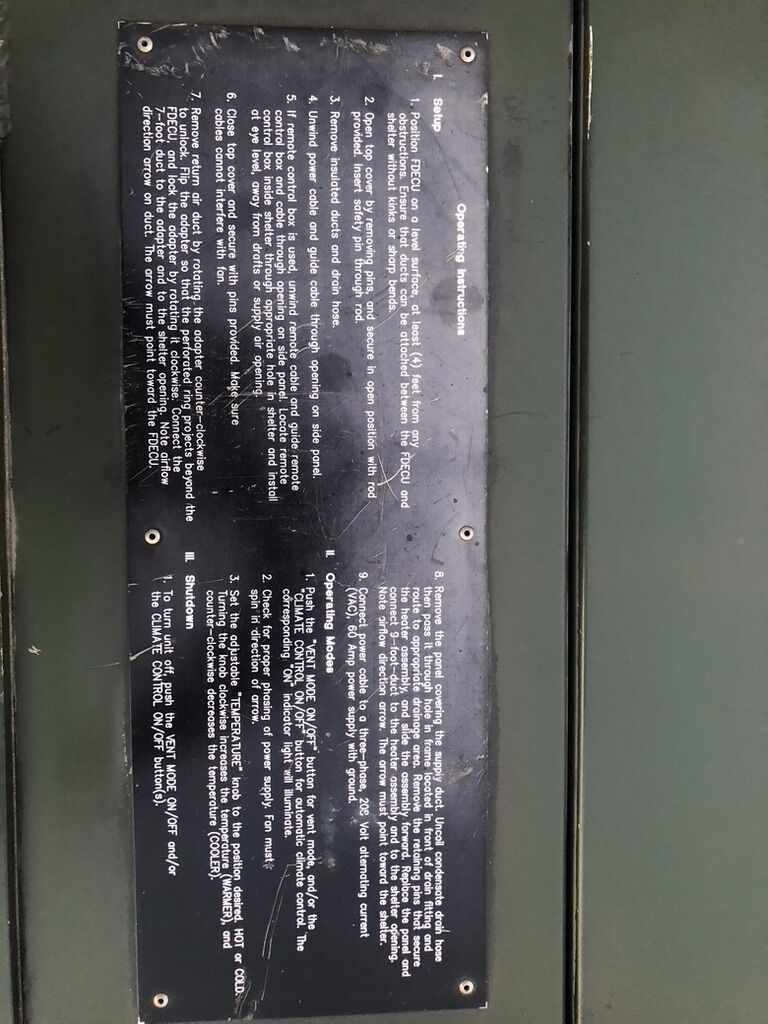 Operating Instructions
I. Setup
1. Position FDECU on a level surface, at least (4) feet from any
obstructions. Ensure that ducts can be attached between the FDECU and
shelter without kinks or sharp bends.
2. Open top cover by removing pins, and secure in open position with rod
provided. Insert safety pin through rod.
3. Remove insulated ducts and drain hose.
4. Unwind power cable and guide cable through opening on side panel.
5. If remote control box is used, unwind remote cable and guide remote
control box and cable through opening on side panel. Locate remote
control box inside shelter through appropriate hole in shelter and install
at eye level, away from drafts or supply air opening.
6. Close top cover and secure with pins provided. Make sure
cables cannot interfere with fan.
7. Remove return air duct by rotating the adapter counter-clockwise
to unlock. Flip the adapter so that the perforated ring projects beyond the
FDECU, and lock the adapter by rotating it clockwise. Connect the
7-foot duct to the adapter and to the shelter opening. Note airflow
direction arrow on duct. The arrow must point toward the FDECU.
8. Remove the panel covering the supply duct. Uncoil condensate drain hose
then pass it through hole in frame located in front of drain fitting and
route to appropriate drainage area. Remove the retaining pins that secure
the heater assembly, and slide the assembly forward. Replace the panel and
connect 9-foot-duct to the heater assembly and to the shelter opening.
Note airflow direction arrow. The arrow must point toward the shelter.
9. Connect power cable to a three-phase, 208 Volt alternating current
(VAC), 60 Amp power supply with ground.
II. Operating Modes
1. Push the "VENT MODE ON/OFF" button for vent mode, and/or the
"CLIMATE CONTROL ON/OFF" button for automatic climate control. The
corresponding "ON" indicator light will illuminate.
2. Check for proper phasing of power supply. Fan must
spin in direction of arrow.
3. Set the adjustable "TEMPERATURE" knob to the position desired, HOT or COLD.
Turning the knob clockwise increases the temperature (WARMER), and
counter-clockwise decreases the temperature (COOLER).
III. Shutdown
1. To turn unit off, push the VENT MODE ON/OFF and/or
the CLIMATE CONTROL ON/OFF button(s).